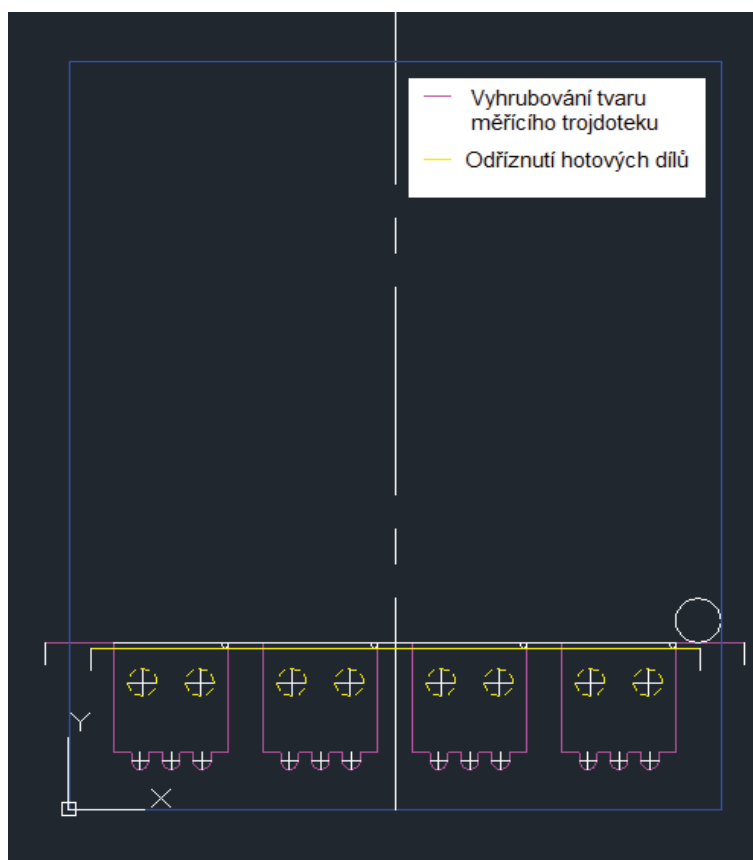 Vyhrubování tvaru
měřícího trojdoteku
Odříznutí hotových dílů
Y
X